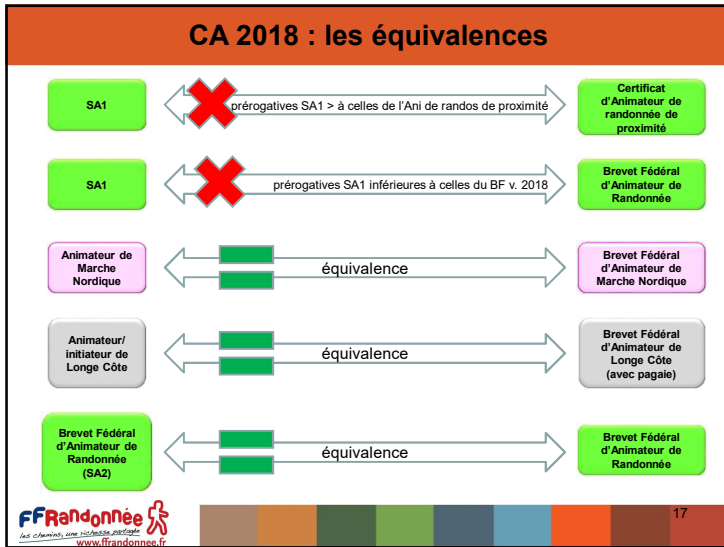 CA 2018 : les équivalences
SA1
prérogatives SA1 > à celles de l'Ani de randos de proximité
Certificat
d'Animateur de
randonnée de
proximité
SA1
prérogatives SA1 inférieures à celles du BF v. 2018
Brevet Fédéral
d'Animateur de
Randonnée
Animateur de
Marche
Nordique
équivalence
Brevet Fédéral
d'Animateur de
Marche Nordique
Animateur/
initiateur de
Longe Côte
équivalence
Brevet Fédéral
d'Animateur de
Longe Côte
(avec pagaie)
Brevet Fédéral
d'Animateur de
Randonnée
(SA2)
équivalence
Brevet Fédéral
d'Animateur de
Randonnée
FFRandonnée
les chemins, une richesse partagée
www.ffrandonnee.fr
17